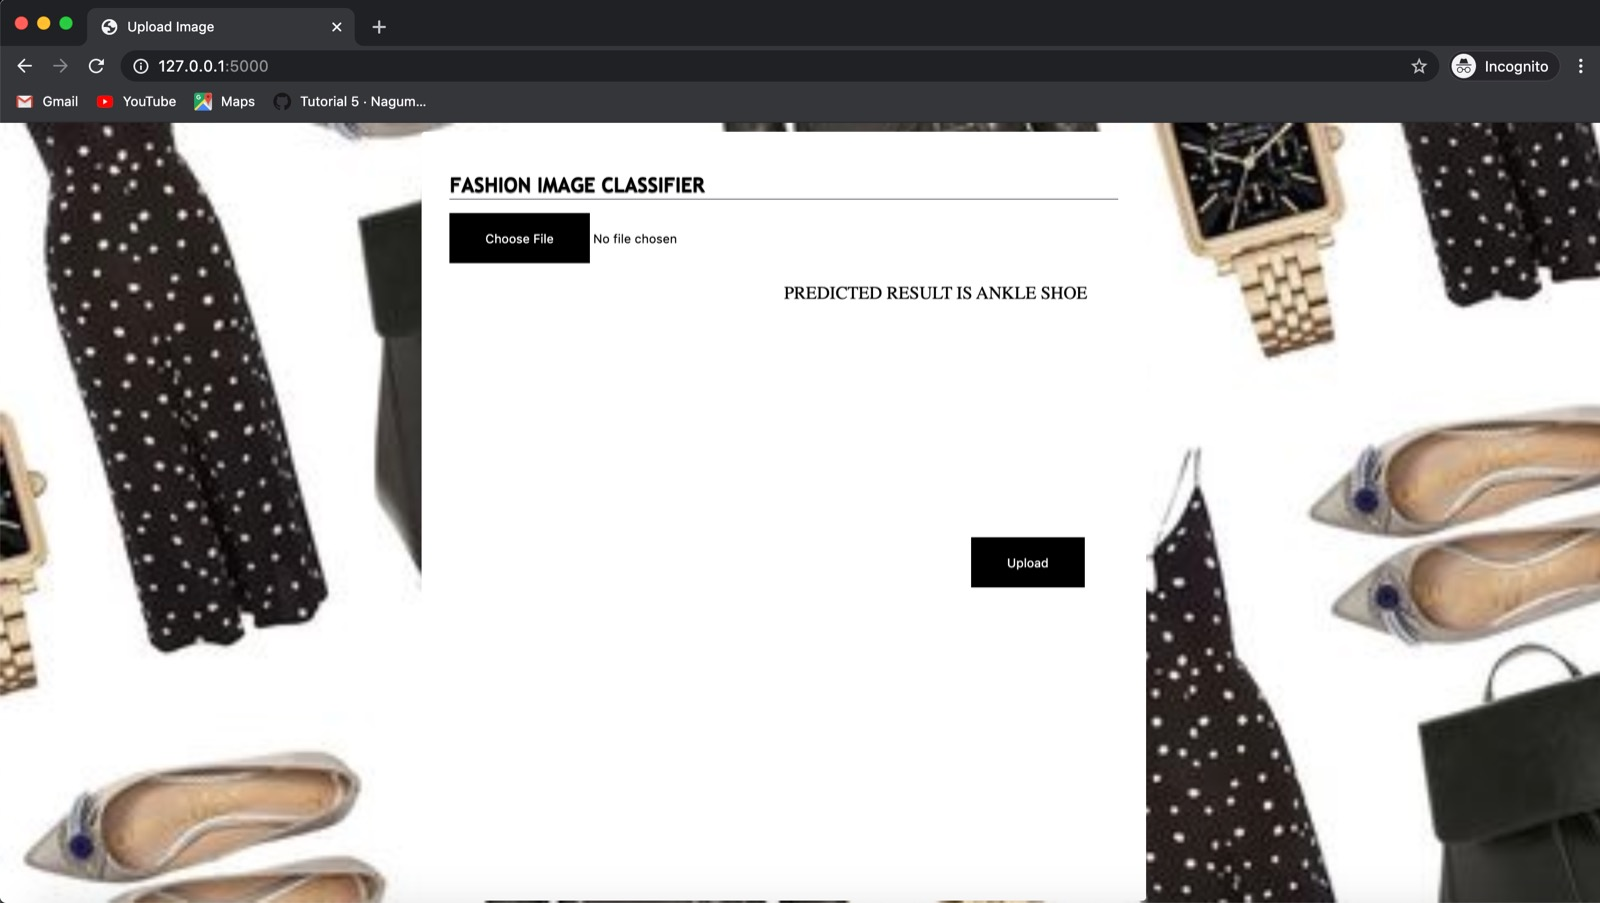 Upload Image
127.0.0.1:5000
Incognito
Gmail
YouTube
Maps
Tutorial 5 · Nagum...
FASHION IMAGE CLASSIFIER
Choose File No file chosen
PREDICTED RESULT IS ANKLE SHOE
Upload